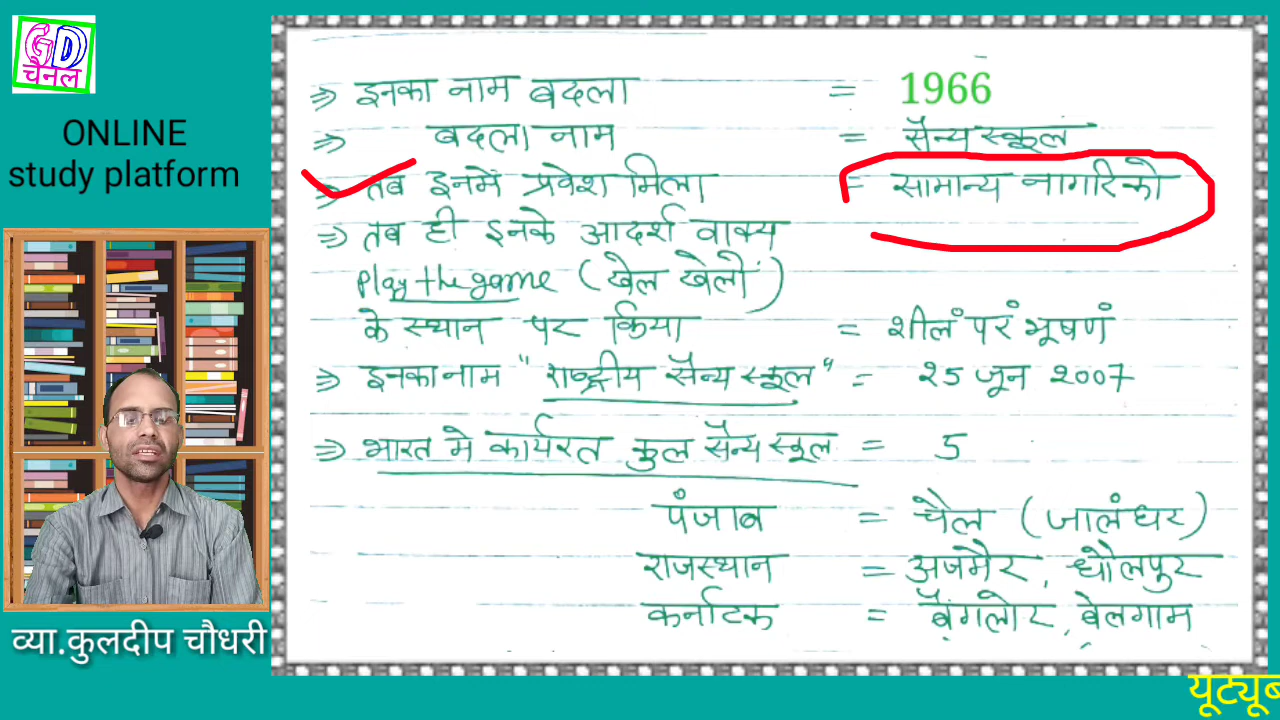 GD
चैनल
ONLINE
study platform
⇒ इनका नाम बदला = 1966
⇒ बदला नाम = सैन्य स्कूल
⇒ तब इनमें प्रवेश मिला = सामान्य नागरिको
⇒ तब ही इनके आदर्श वाक्य
Play the game (खेल खेलों)
के स्थान पर किया = शीलं परं भूषणं
⇒ इनका नाम "राष्ट्रीय सैन्य स्कूल" = 25 जून 2007
⇒ भारत मे कार्यरत कुल सैन्य स्कूल = 5
पंजाब = चैल (जालंधर)
राजस्थान = अजमैर, धौलपुर
कर्नाटक = बैंगलोर, बेलगाम
व्या.कुलदीप चौधरी